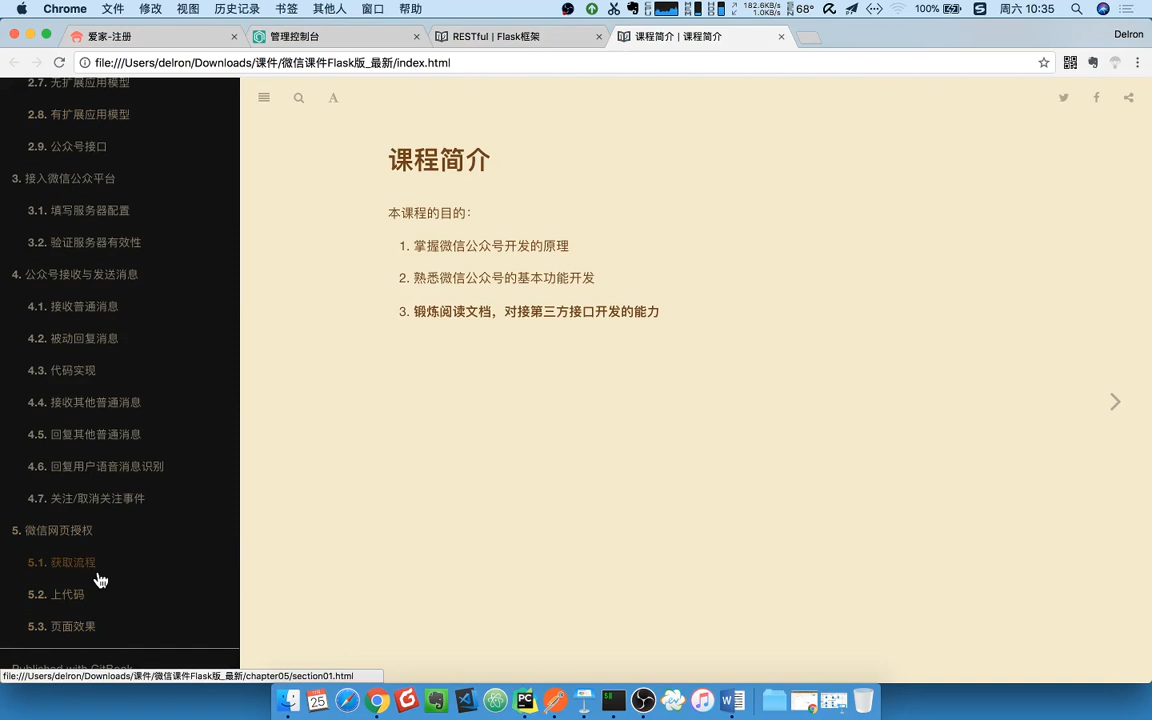 Chrome 文件 修改 视图 历史记录 书签 其他人 窗口 帮助 182.6KB/s 1.0KB/s 68° 100% 周六 10:35
爱家-注册 管理控制台 RESTful | Flask框架 课程简介 | 课程简介 Delron
file:///Users/delron/Downloads/课件/微信课件Flask版_最新/index.html
2.7. 无扩展应用模型
2.8. 有扩展应用模型
2.9. 公众号接口
3. 接入微信公众平台
3.1. 填写服务器配置
3.2. 验证服务器有效性
4. 公众号接收与发送消息
4.1. 接收普通消息
4.2. 被动回复消息
4.3. 代码实现
4.4. 接收其他普通消息
4.5. 回复其他普通消息
4.6. 回复用户语音消息识别
4.7. 关注/取消关注事件
5. 微信网页授权
5.1. 获取流程
5.2. 上代码
5.3. 页面效果
Published with GitBook
A
课程简介
本课程的目的：
1. 掌握微信公众号开发的原理
2. 熟悉微信公众号的基本功能开发
3. 锻炼阅读文档，对接第三方接口开发的能力
file:///Users/delron/Downloads/课件/微信课件Flask版_最新/chapter05/section01.html